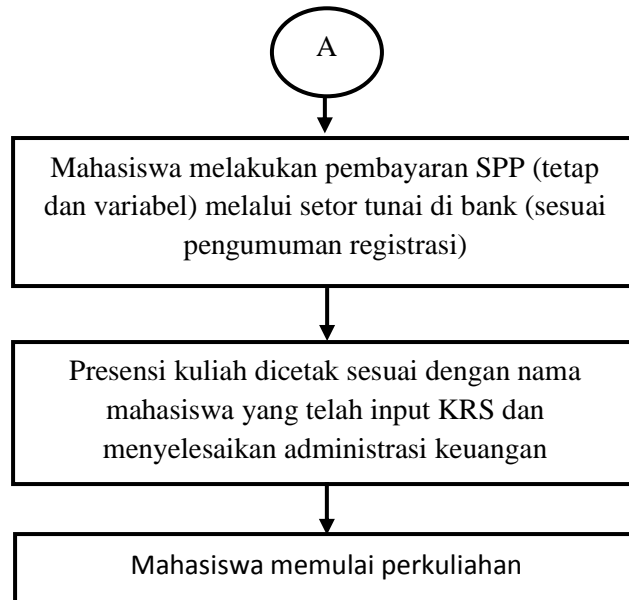 A
Mahasiswa melakukan pembayaran SPP (tetap
dan variabel) melalui setor tunai di bank (sesuai
pengumuman registrasi)
Presensi kuliah dicetak sesuai dengan nama
mahasiswa yang telah input KRS dan
menyelesaikan administrasi keuangan
Mahasiswa memulai perkuliahan